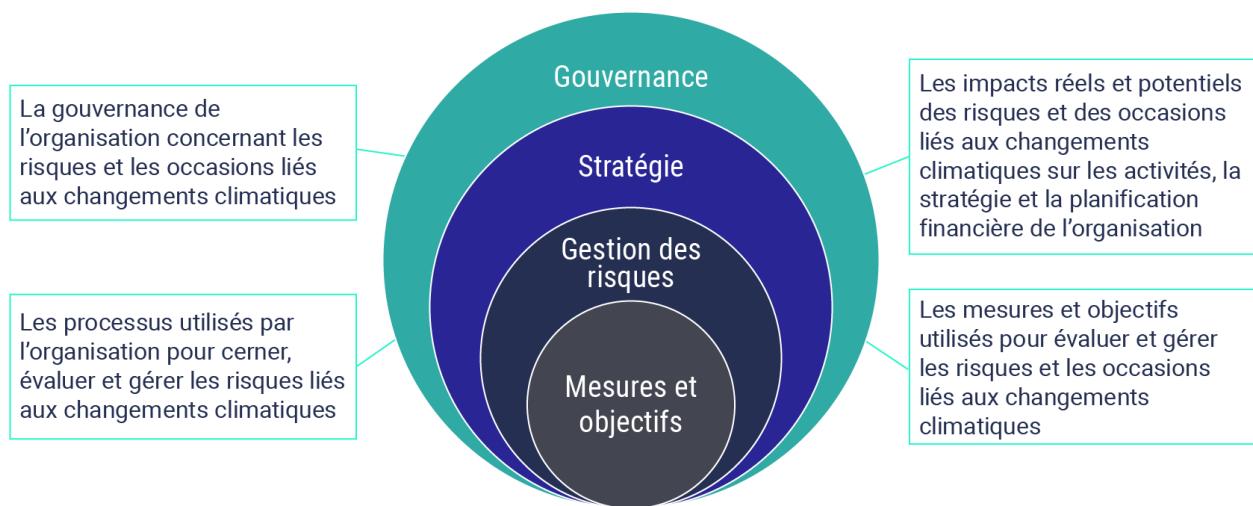 La gouvernance de
l'organisation concernant les
risques et les occasions liés
aux changements climatiques
Les processus utilisés par
l'organisation pour cerner,
évaluer et gérer les risques liés
aux changements climatiques
Gouvernance
Stratégie
Gestion des
risques
Mesures et
objectifs
Les impacts réels et potentiels
des risques et des occasions
liés aux changements
climatiques sur les activités, la
stratégie et la planification
financière de l'organisation
Les mesures et objectifs
utilisés pour évaluer et gérer
les risques et les occasions
liés aux changements
climatiques